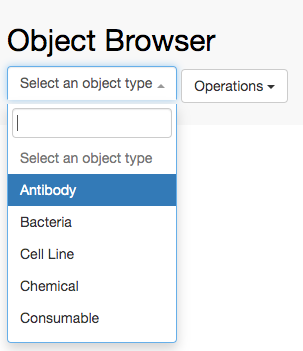 Object Browser
Select an object type Operations
Select an object type
Antibody
Bacteria
Cell Line
Chemical
Consumable